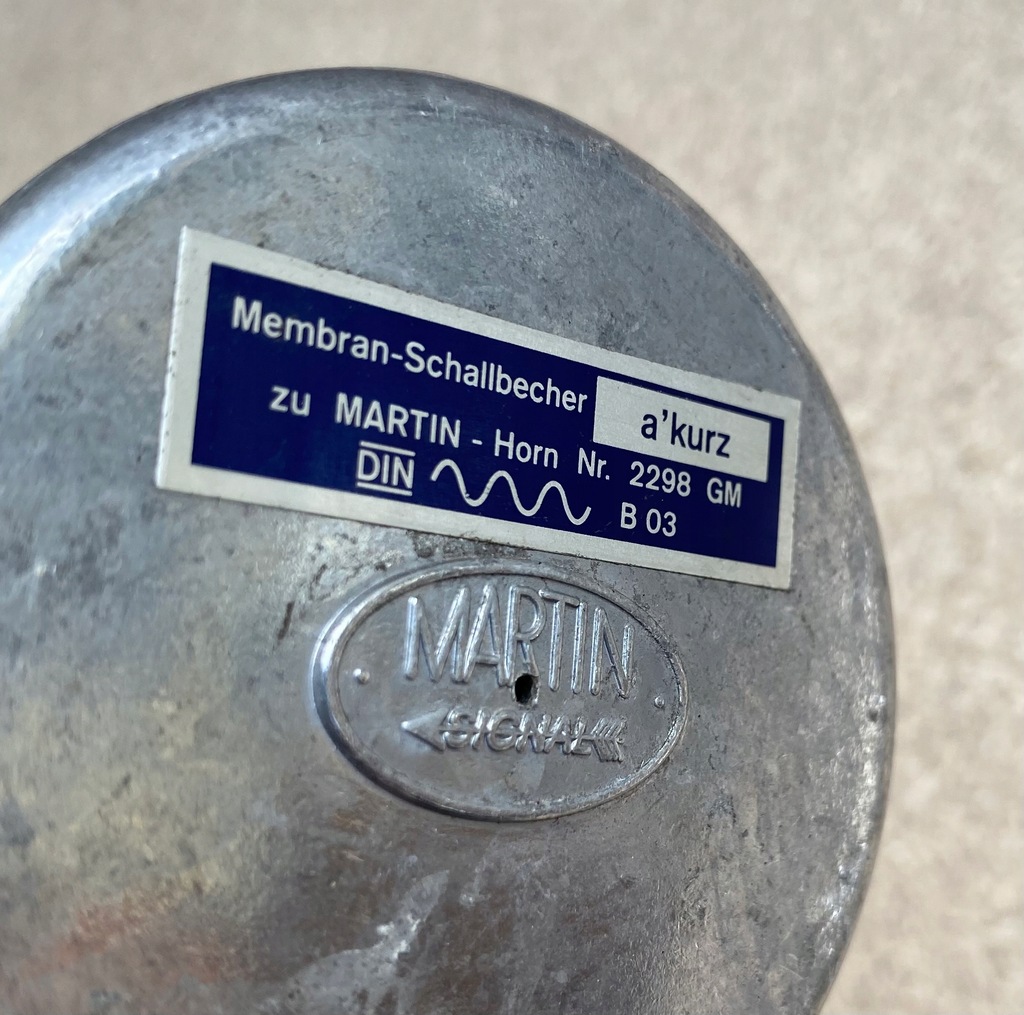 Membran-Schallbecher a'kurz
zu MARTIN - Horn Nr. 2298 GM
DIN B 03
MARTIN
SIGNAL